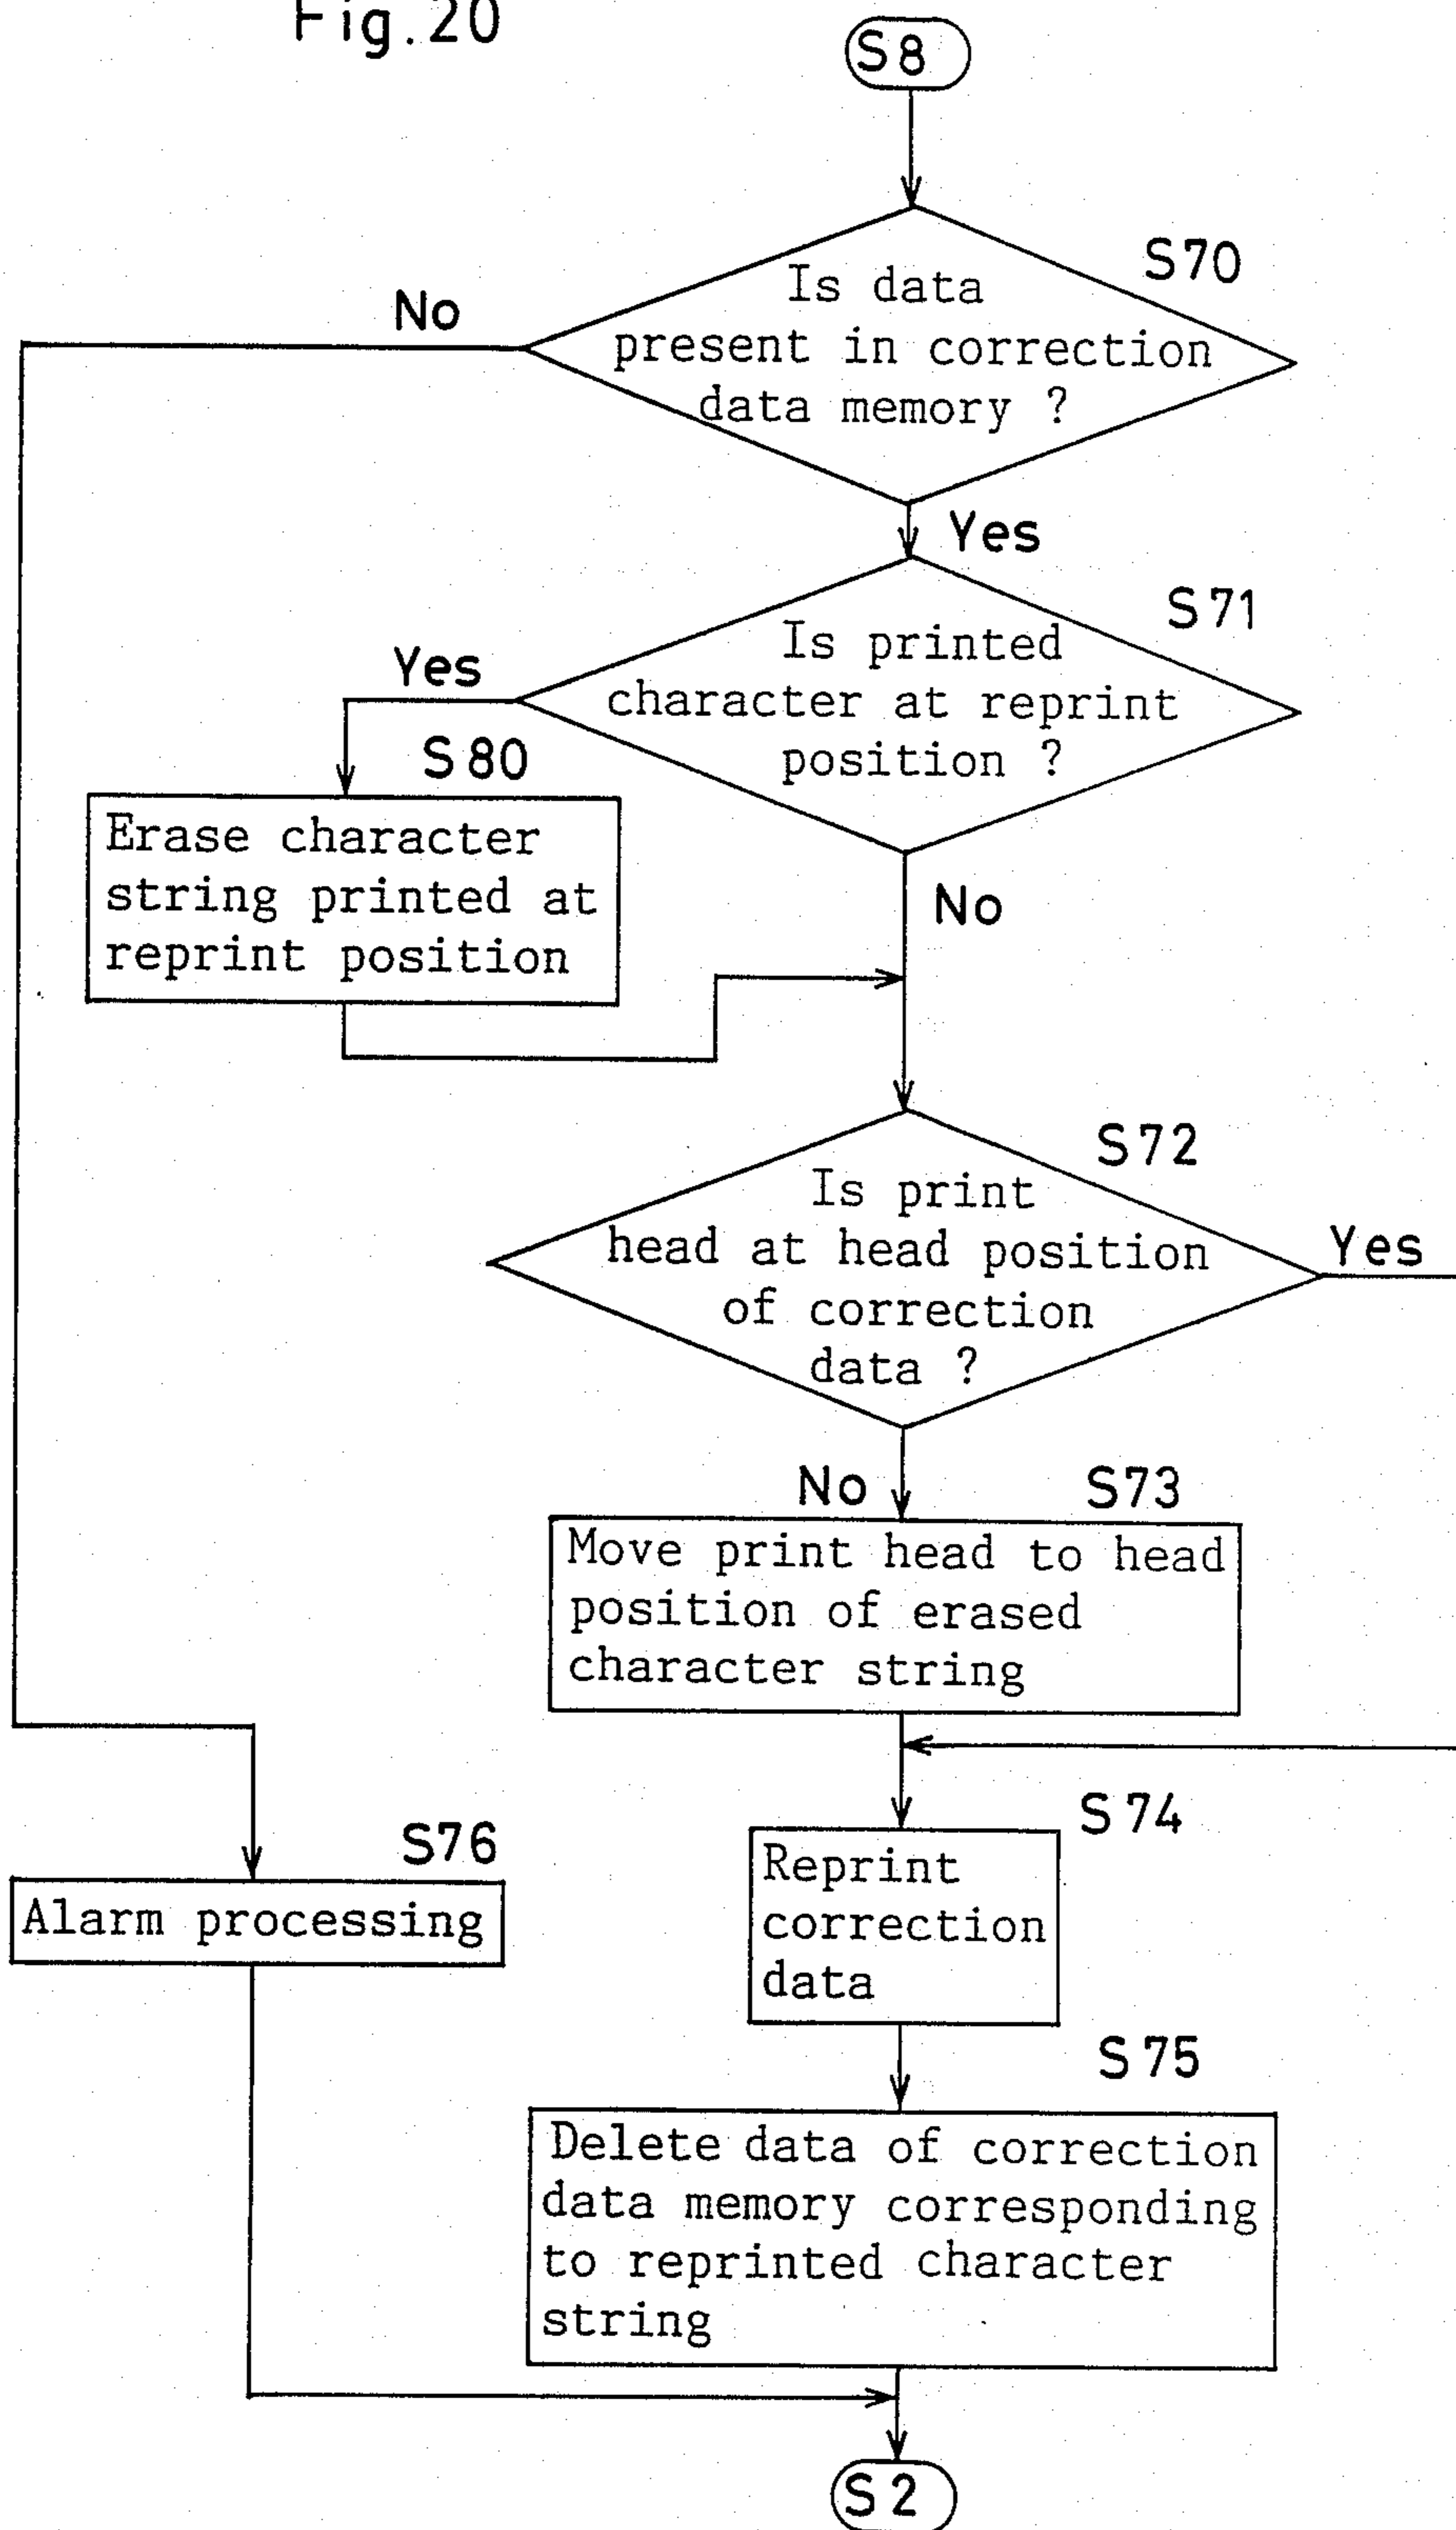 Fig.20
S8
S70
Is data
No
present in correction
data memory ?
Yes
S71
Is printed
Yes
character at reprint
position ?
S80
Erase character
string printed at
reprint position
No
S72
Is print
head at head position
Yes
of correction
data ?
No
S73
Move print head to head
position of erased
character string
S74
S76
Reprint
correction
data
Alarm processing
S75
Delete data of correction
data memory corresponding
to reprinted character
string
S2